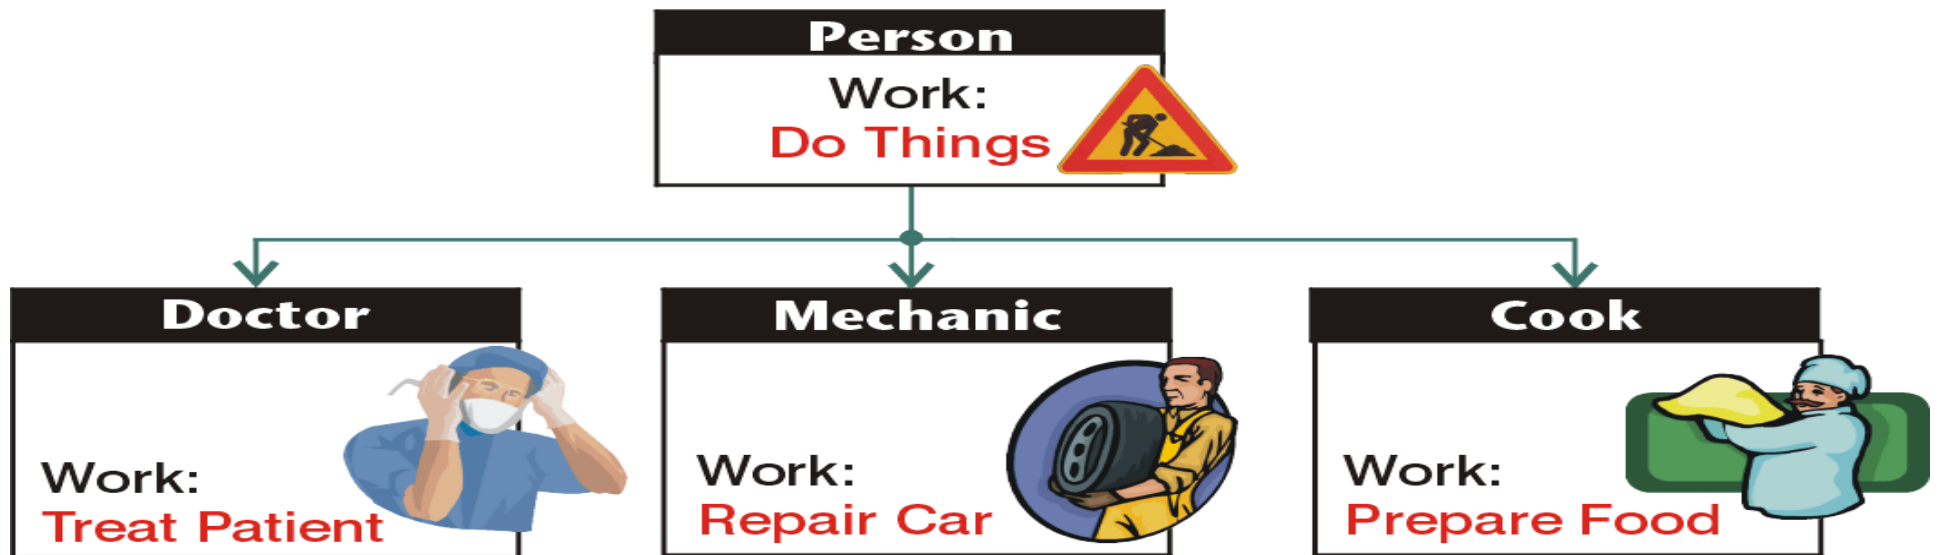 Person
Work:
Do Things
Doctor
Work:
Treat Patient
Mechanic
Work:
Repair Car
Cook
Work:
Prepare Food